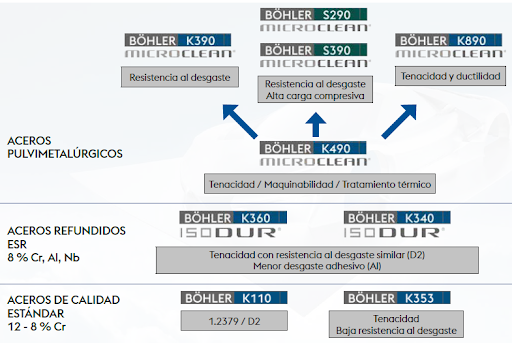 BÖHLER S290
MICROCLEAN®
BÖHLER K390
MICROCLEAN®
BÖHLER S390
MICROCLEAN®
BÖHLER K890
MICROCLEAN®
Resistencia al desgaste
Resistencia al desgaste
Alta carga compresiva
Tenacidad y ductilidad
ACEROS
PULVIMETALÚRGICOS
BÖHLER K490
MICROCLEAN®
Tenacidad / Maquinabilidad / Tratamiento térmico
ACEROS REFUNDIDOS
ESR
8 % Cr, Al, Nb
BÖHLER K360
ISODUR®
BÖHLER K340
ISODUR®
Tenacidad con resistencia al desgaste similar (D2)
Menor desgaste adhesivo (Al)
ACEROS DE CALIDAD
ESTÁNDAR
12 - 8 % Cr
BÖHLER K110
1.2379 / D2
BÖHLER K353
Tenacidad
Baja resistencia al desgaste